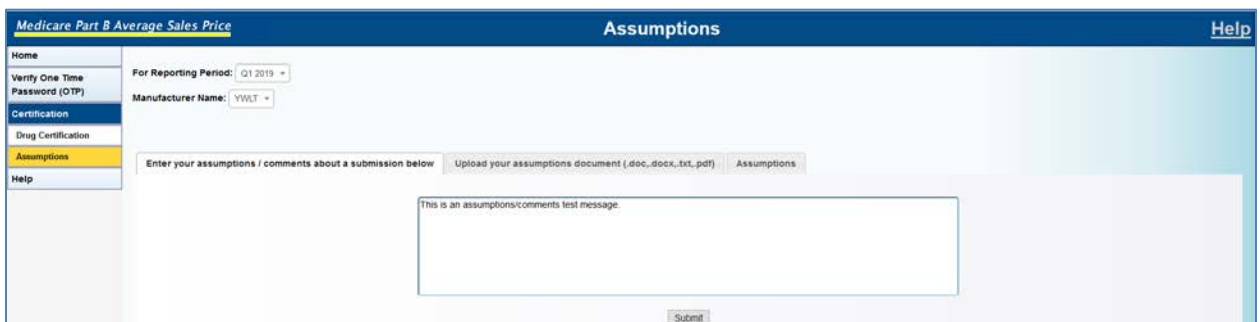 Medicare Part B Average Sales Price
Assumptions
Help
Home
Verify One Time
Password (OTP)
Certification
Drug Certification
Assumptions
Help
For Reporting Period: Q1 2019
Manufacturer Name: YWLT
Enter your assumptions / comments about a submission below
Upload your assumptions document (.doc,.docx,.txt,.pdf)
Assumptions
This is an assumptions/comments test message.
Submit